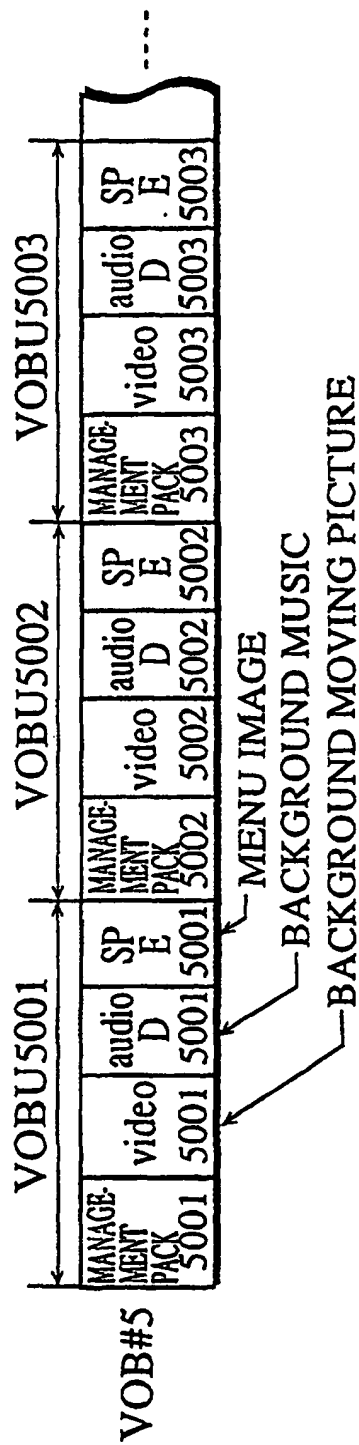 VOB#5
VOBU5001
VOBU5002
VOBU5003
MANAGE-
MENT
PACK
5001
video
5001
audio
D
5001
SP
E
5001
MANAGE-
MENT
PACK
5002
video
5002
audio
D
5002
SP
E
5002
MANAGE-
MENT
PACK
5003
video
5003
audio
D
5003
SP
E
5003
MENU IMAGE
BACKGROUND MUSIC
BACKGROUND MOVING PICTURE